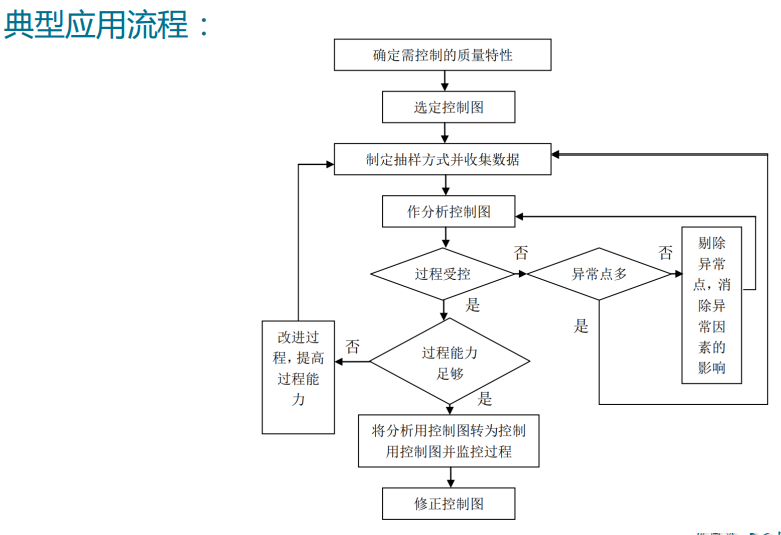 典型应用流程：
确定需控制的质量特性
选定控制图
制定抽样方式并收集数据
作分析控制图
过程受控
否
异常点多
否
剔除
异常
点，消
除异
常因
素的
影响
是
是
改进过
程，提高
过程能
力
否
过程能力
足够
是
将分析用控制图转为控制
用控制图并监控过程
修正控制图